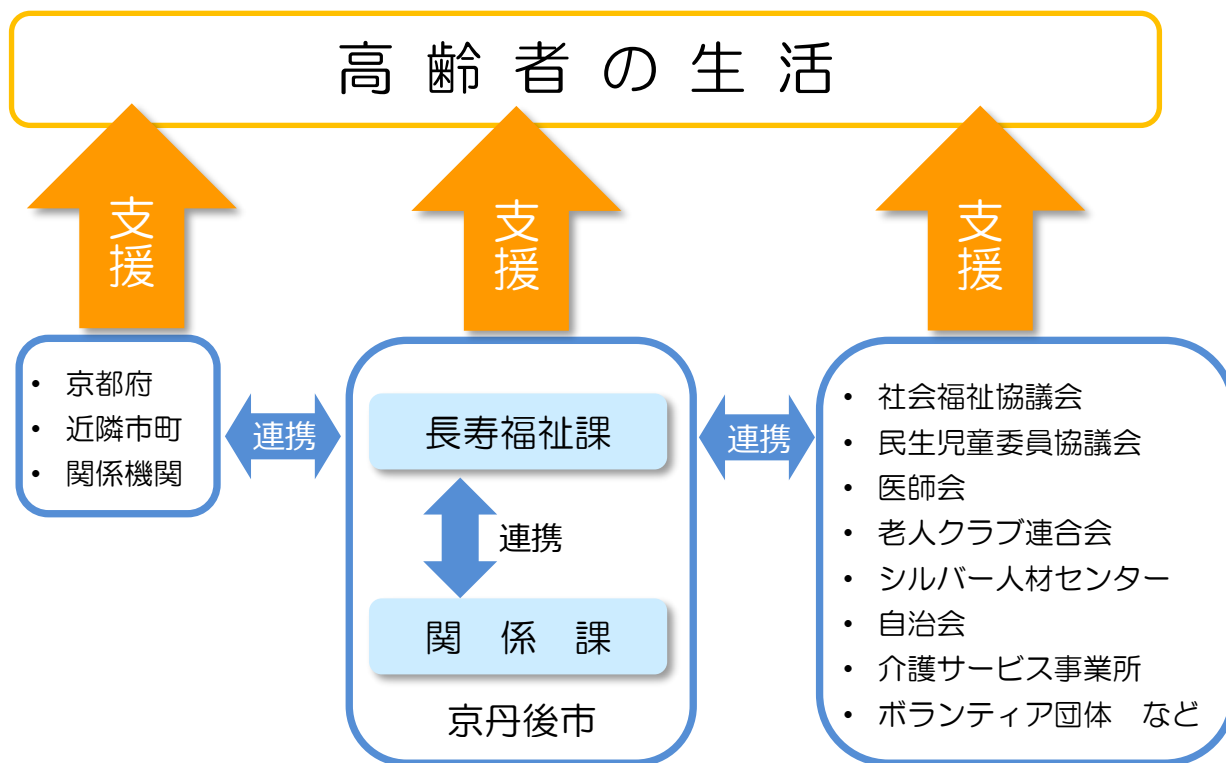 高齢者の生活
支援
支援
支援
・ 京都府
・ 近隣市町
・ 関係機関
連携
長寿福祉課
連携
関係課
京丹後市
連携
・ 社会福祉協議会
・ 民生児童委員協議会
・ 医師会
・ 老人クラブ連合会
・ シルバー人材センター
・ 自治会
・ 介護サービス事業所
・ ボランティア団体　など